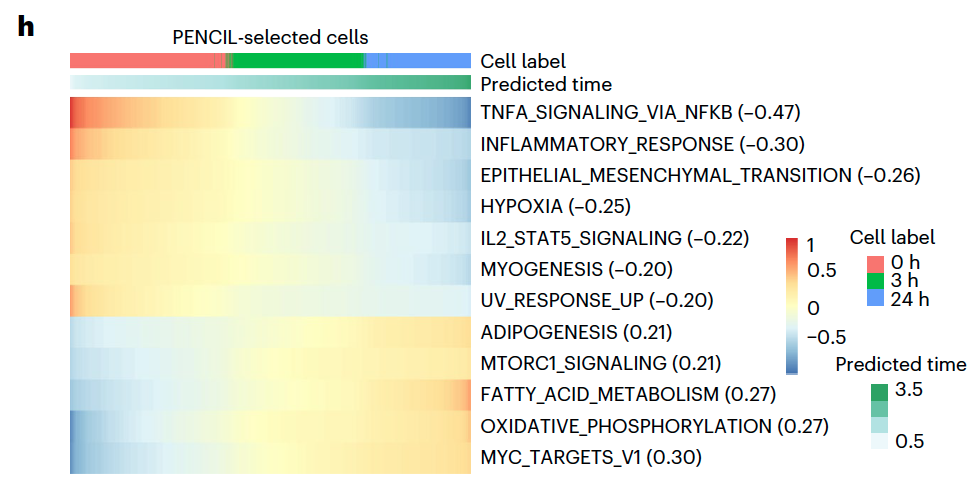 h
PENCIL-selected cells
Cell label
Predicted time
TNFA_SIGNALING_VIA_NFKB (−0.47)
INFLAMMATORY_RESPONSE (−0.30)
EPITHELIAL_MESENCHYMAL_TRANSITION (−0.26)
HYPOXIA (−0.25)
IL2_STAT5_SIGNALING (−0.22)
MYOGENESIS (−0.20)
UV_RESPONSE_UP (−0.20)
ADIPOGENESIS (0.21)
MTORC1_SIGNALING (0.21)
FATTY_ACID_METABOLISM (0.27)
OXIDATIVE_PHOSPHORYLATION (0.27)
MYC_TARGETS_V1 (0.30)
1
0.5
0
−0.5
Cell label
0 h
3 h
24 h
Predicted time
3.5
0.5